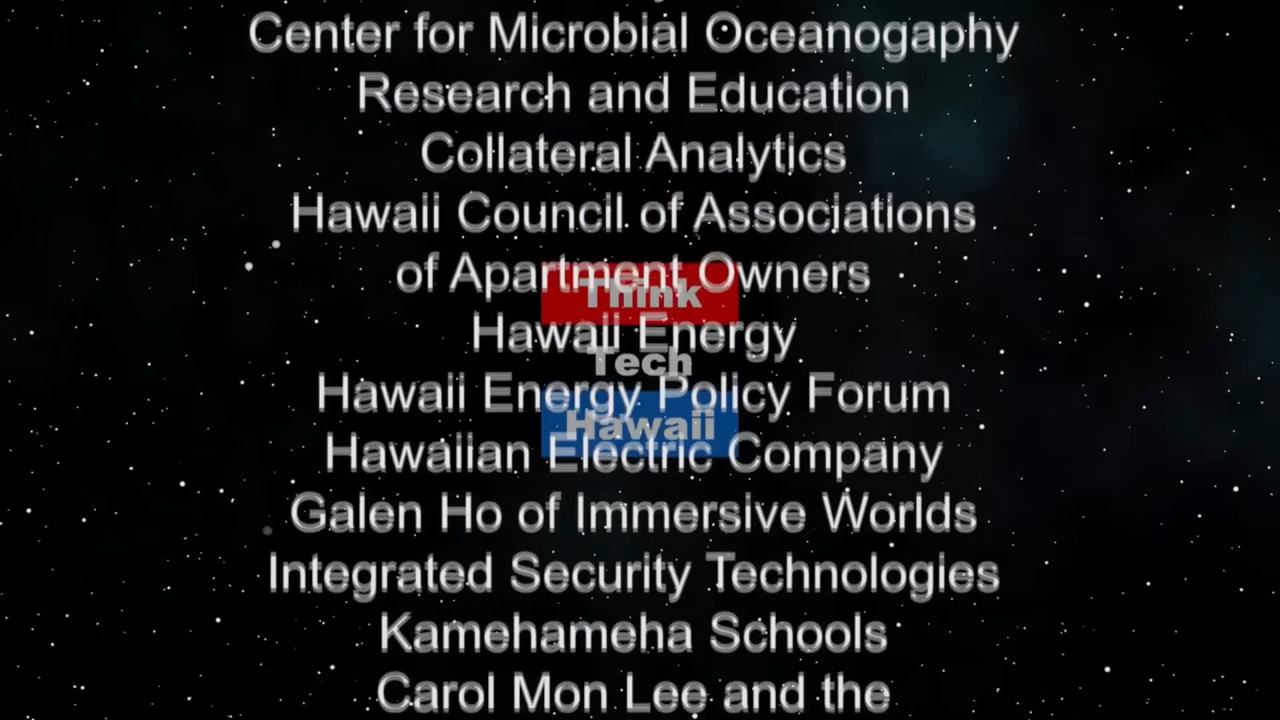 Center for Microbial Oceanogaphy
Research and Education
Collateral Analytics
Hawaii Council of Associations
of Apartment Owners
Think
Hawaii Energy
Tech
Hawaii Energy Policy Forum
Hawaii
Hawaiian Electric Company
Galen Ho of Immersive Worlds
Integrated Security Technologies
Kamehameha Schools
Carol Mon Lee and the